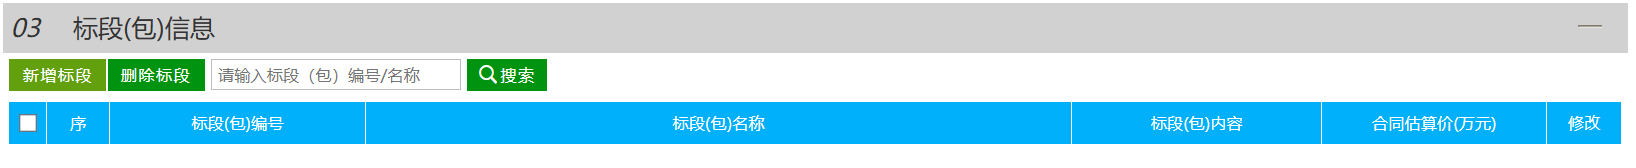 03 标段(包)信息
新增标段 删除标段 请输入标段（包）编号/名称 搜索
序 标段(包)编号 标段(包)名称 标段(包)内容 合同估算价(万元) 修改